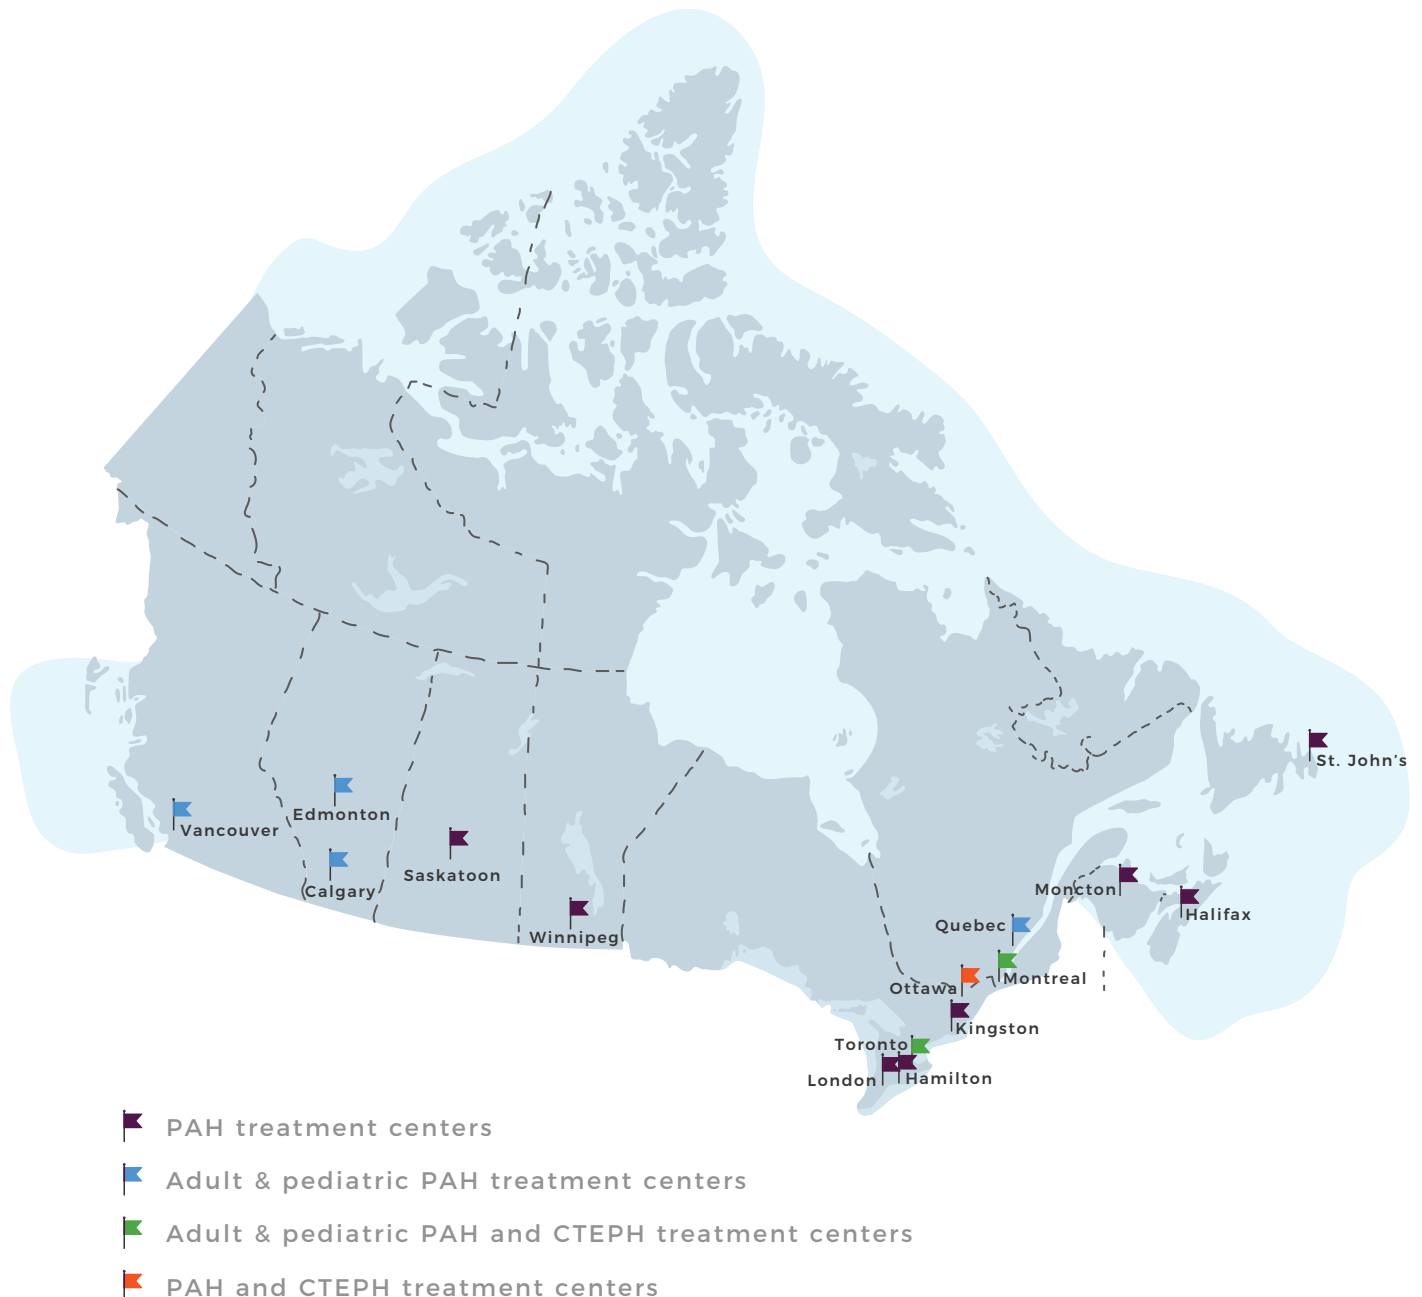 St. John's
Edmonton
Vancouver
Saskatoon
Calgary
Moncton
Halifax
Quebec
Winnipeg
Montreal
Ottawa
Kingston
Toronto
London
Hamilton
PAH treatment centers
Adult & pediatric PAH treatment centers
Adult & pediatric PAH and CTEPH treatment centers
PAH and CTEPH treatment centers